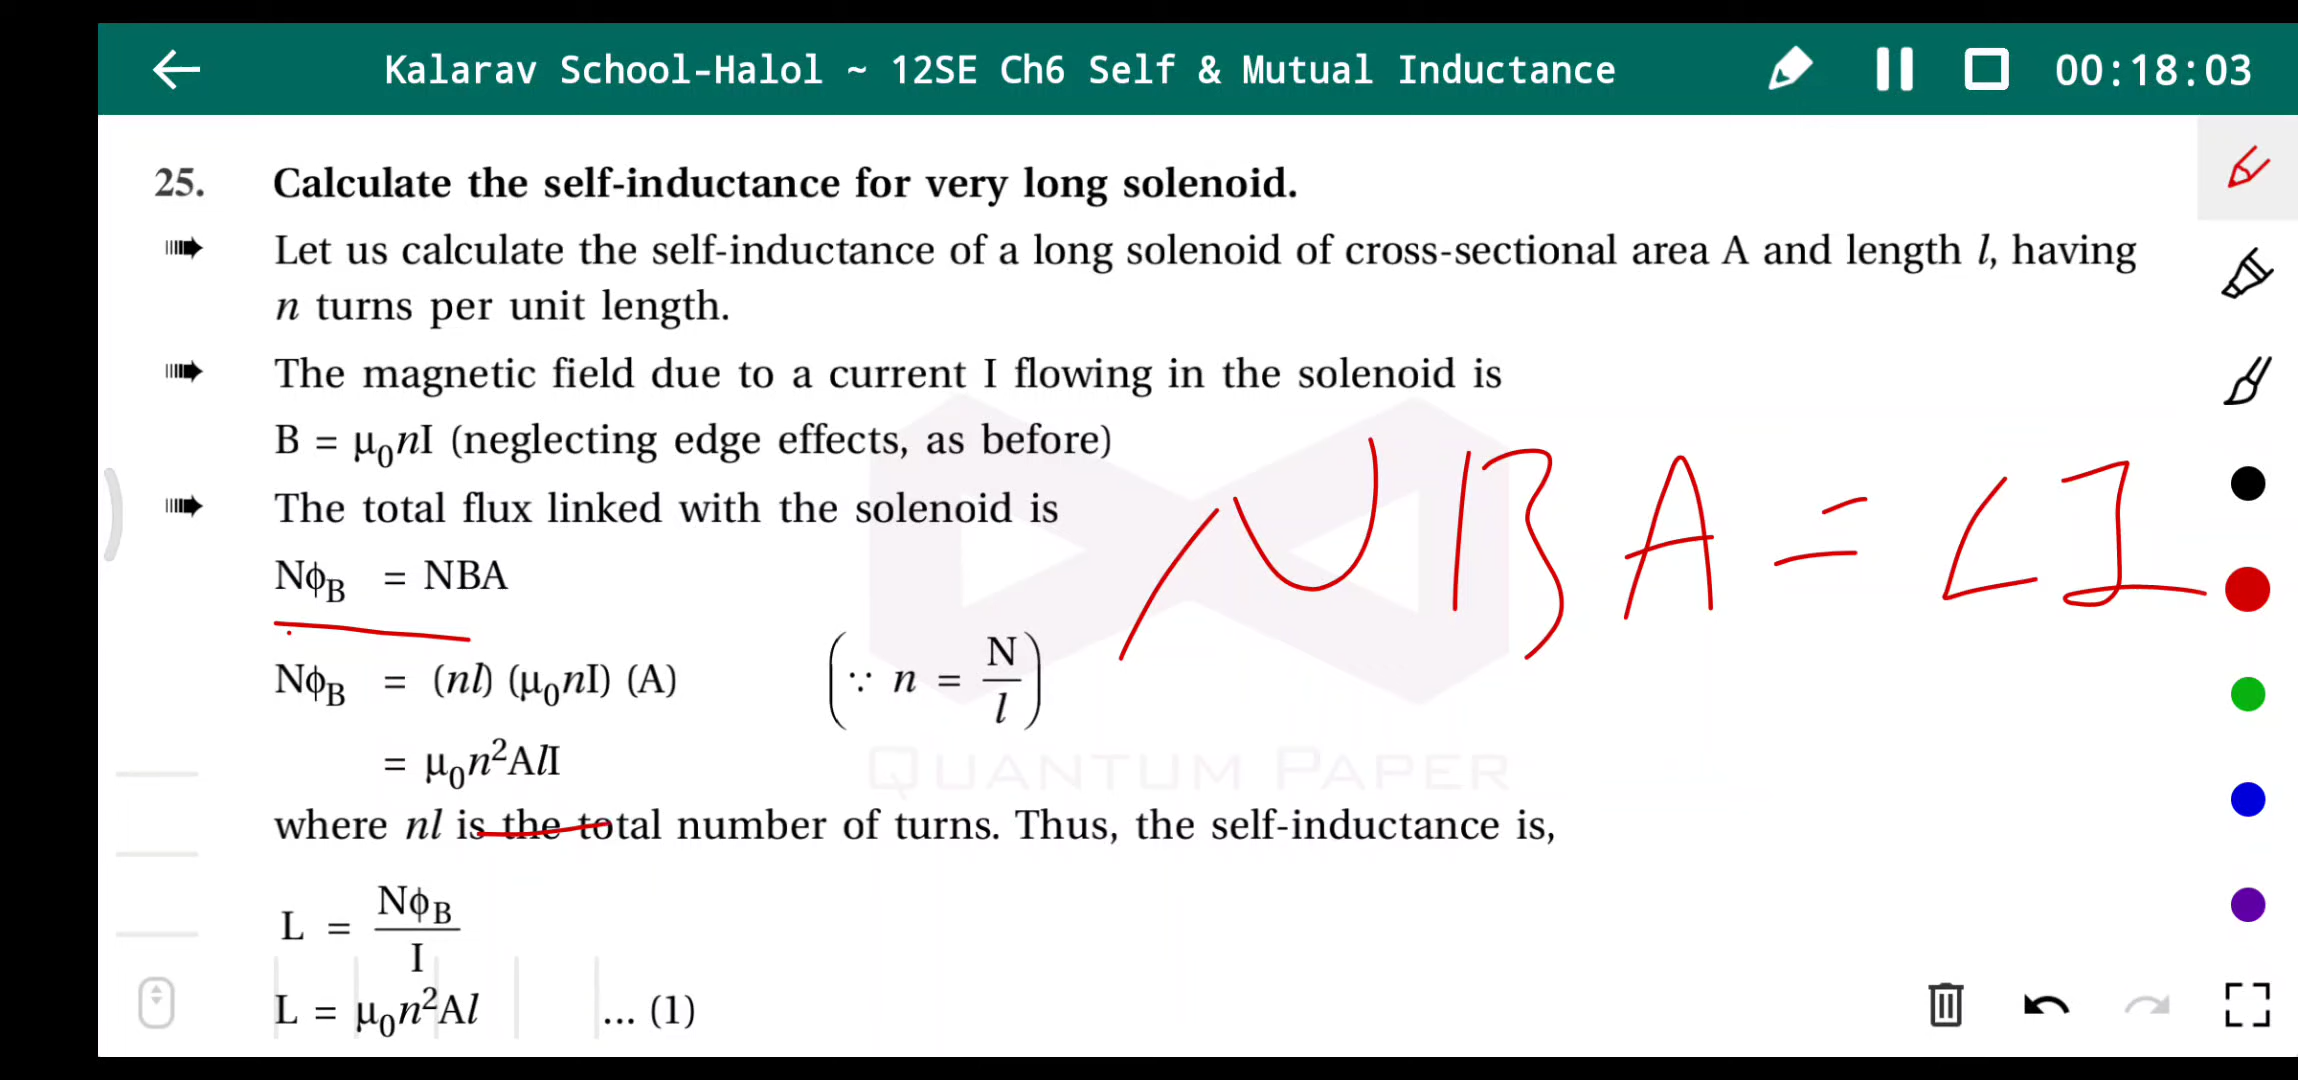 Kalarav School-Halol ~ 12SE Ch6 Self & Mutual Inductance 00:18:03
25. Calculate the self-inductance for very long solenoid.
Let us calculate the self-inductance of a long solenoid of cross-sectional area A and length l, having
n turns per unit length.
The magnetic field due to a current I flowing in the solenoid is
B = μ₀nI (neglecting edge effects, as before)
The total flux linked with the solenoid is
NBA = LI
Nϕ_B = NBA
Nϕ_B = (nl) (μ₀nI) (A) (∵ n = N/l)
= μ₀n²AlI
QUANTUM PAPER
where nl is the total number of turns. Thus, the self-inductance is,
L = Nϕ_B/I
L = μ₀n²Al ... (1)